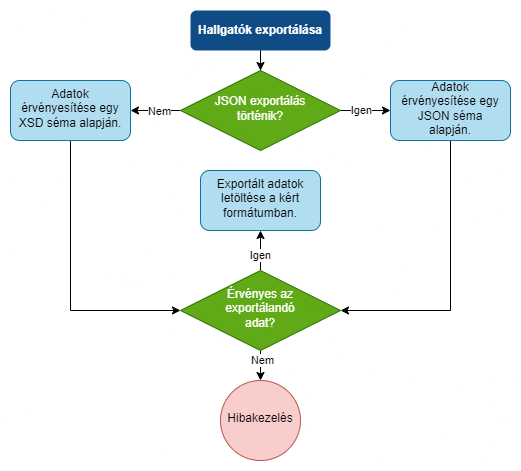 Hallgatók exportálása
JSON exportálás
történik?
Nem
Igen
Adatok
érvényesítése egy
XSD séma alapján.
Adatok
érvényesítése egy
JSON séma
alapján.
Exportált adatok
letöltése a kért
formátumban.
Igen
Érvényes az
exportálandó
adat?
Nem
Hibakezelés